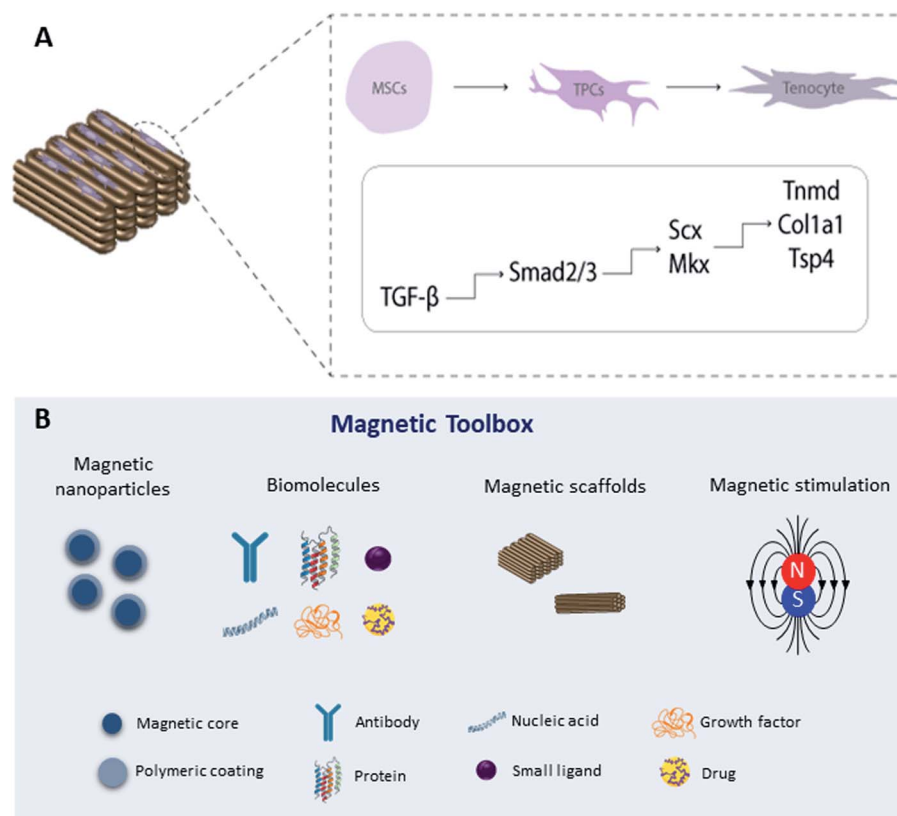 A
MSCs
TPCs
Tenocyte
TGF-β
Smad2/3
Scx
Mkx
Tnmd
Col1a1
Tsp4
B
Magnetic Toolbox
Magnetic
nanoparticles
Biomolecules
Magnetic scaffolds
Magnetic stimulation
N
S
Magnetic core
Antibody
Nucleic acid
Growth factor
Polymeric coating
Protein
Small ligand
Drug